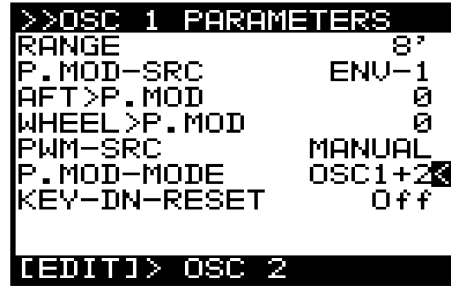 >>OSC 1 PARAMETERS
RANGE 8'
P.MOD-SRC ENV-1
AFT>P.MOD 0
WHEEL>P.MOD 0
PWM-SRC MANUAL
P.MOD-MODE OSC1+2<
KEY-DN-RESET Off
[EDIT]> OSC 2